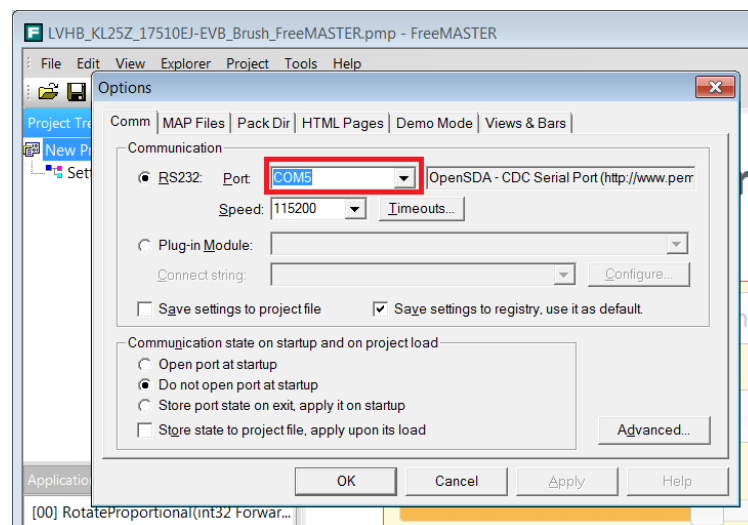 LVHB_KL25Z_17510EJ-EVB_Brush_FreeMASTER.pmp - FreeMASTER
File Edit View Explorer Project Tools Help
Options
Project Tre
Comm MAP Files Pack Dir HTML Pages Demo Mode Views & Bars
New Pr
Communication
Set
RS232: Port: COM5 OpenSDA - CDC Serial Port (http://www.pem
Speed: 115200 Timeouts...
Plug-in Module:
Connect string: Configure...
Save settings to project file Save settings to registry, use it as default.
Communication state on startup and on project load
Open port at startup
Do not open port at startup
Store port state on exit, apply it on startup
Store state to project file, apply upon its load Advanced...
Applicatio
OK Cancel Apply Help
[00] RotateProportional(int32 Forwar...